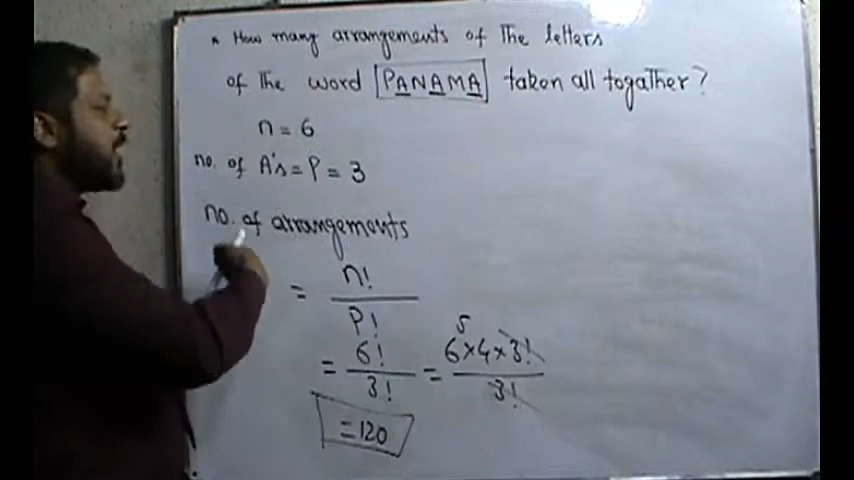 * How many arrangements of The letters
of The word PANAMA taken all togather?
n = 6
no. of A's = P = 3
no. of arrangements
= n! / P!
= 6! / 3! = 6 5 × 4 × 3! / 3!
= 120